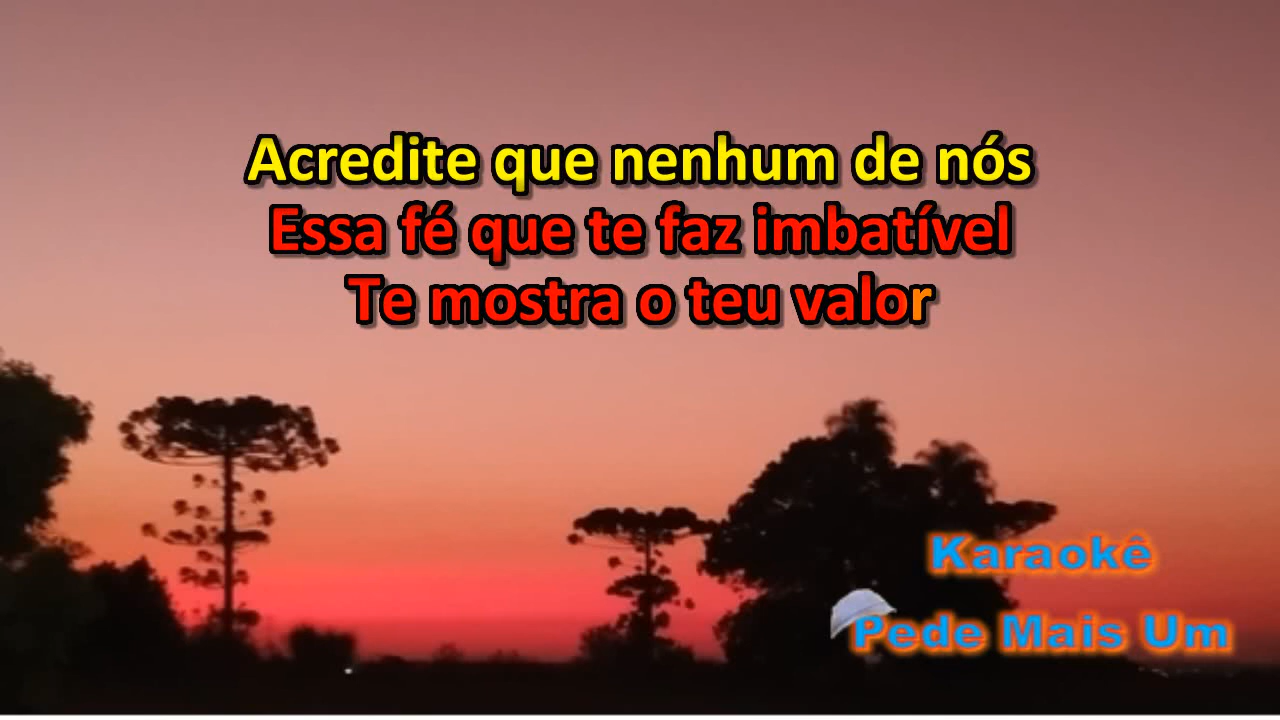 Acredite que nenhum de nós
Essa fé que te faz imbatível
Te mostra o teu valor
Karaokê
Pede Mais Um